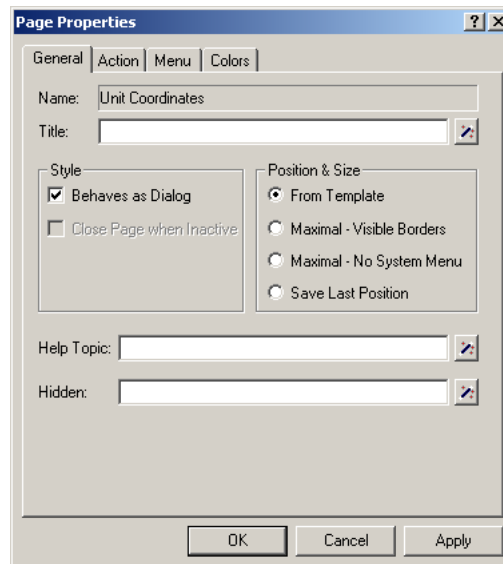 Page Properties
General Action Menu Colors
Name: Unit Coordinates
Title:
Style
Behaves as Dialog
Close Page when Inactive
Position & Size
From Template
Maximal - Visible Borders
Maximal - No System Menu
Save Last Position
Help Topic:
Hidden:
OK Cancel Apply